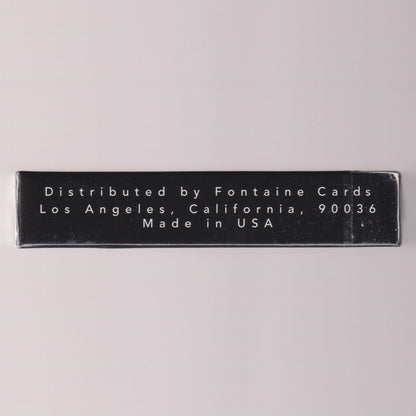 Distributed by Fontaine Cards
Los Angeles, California, 90036
Made in USA